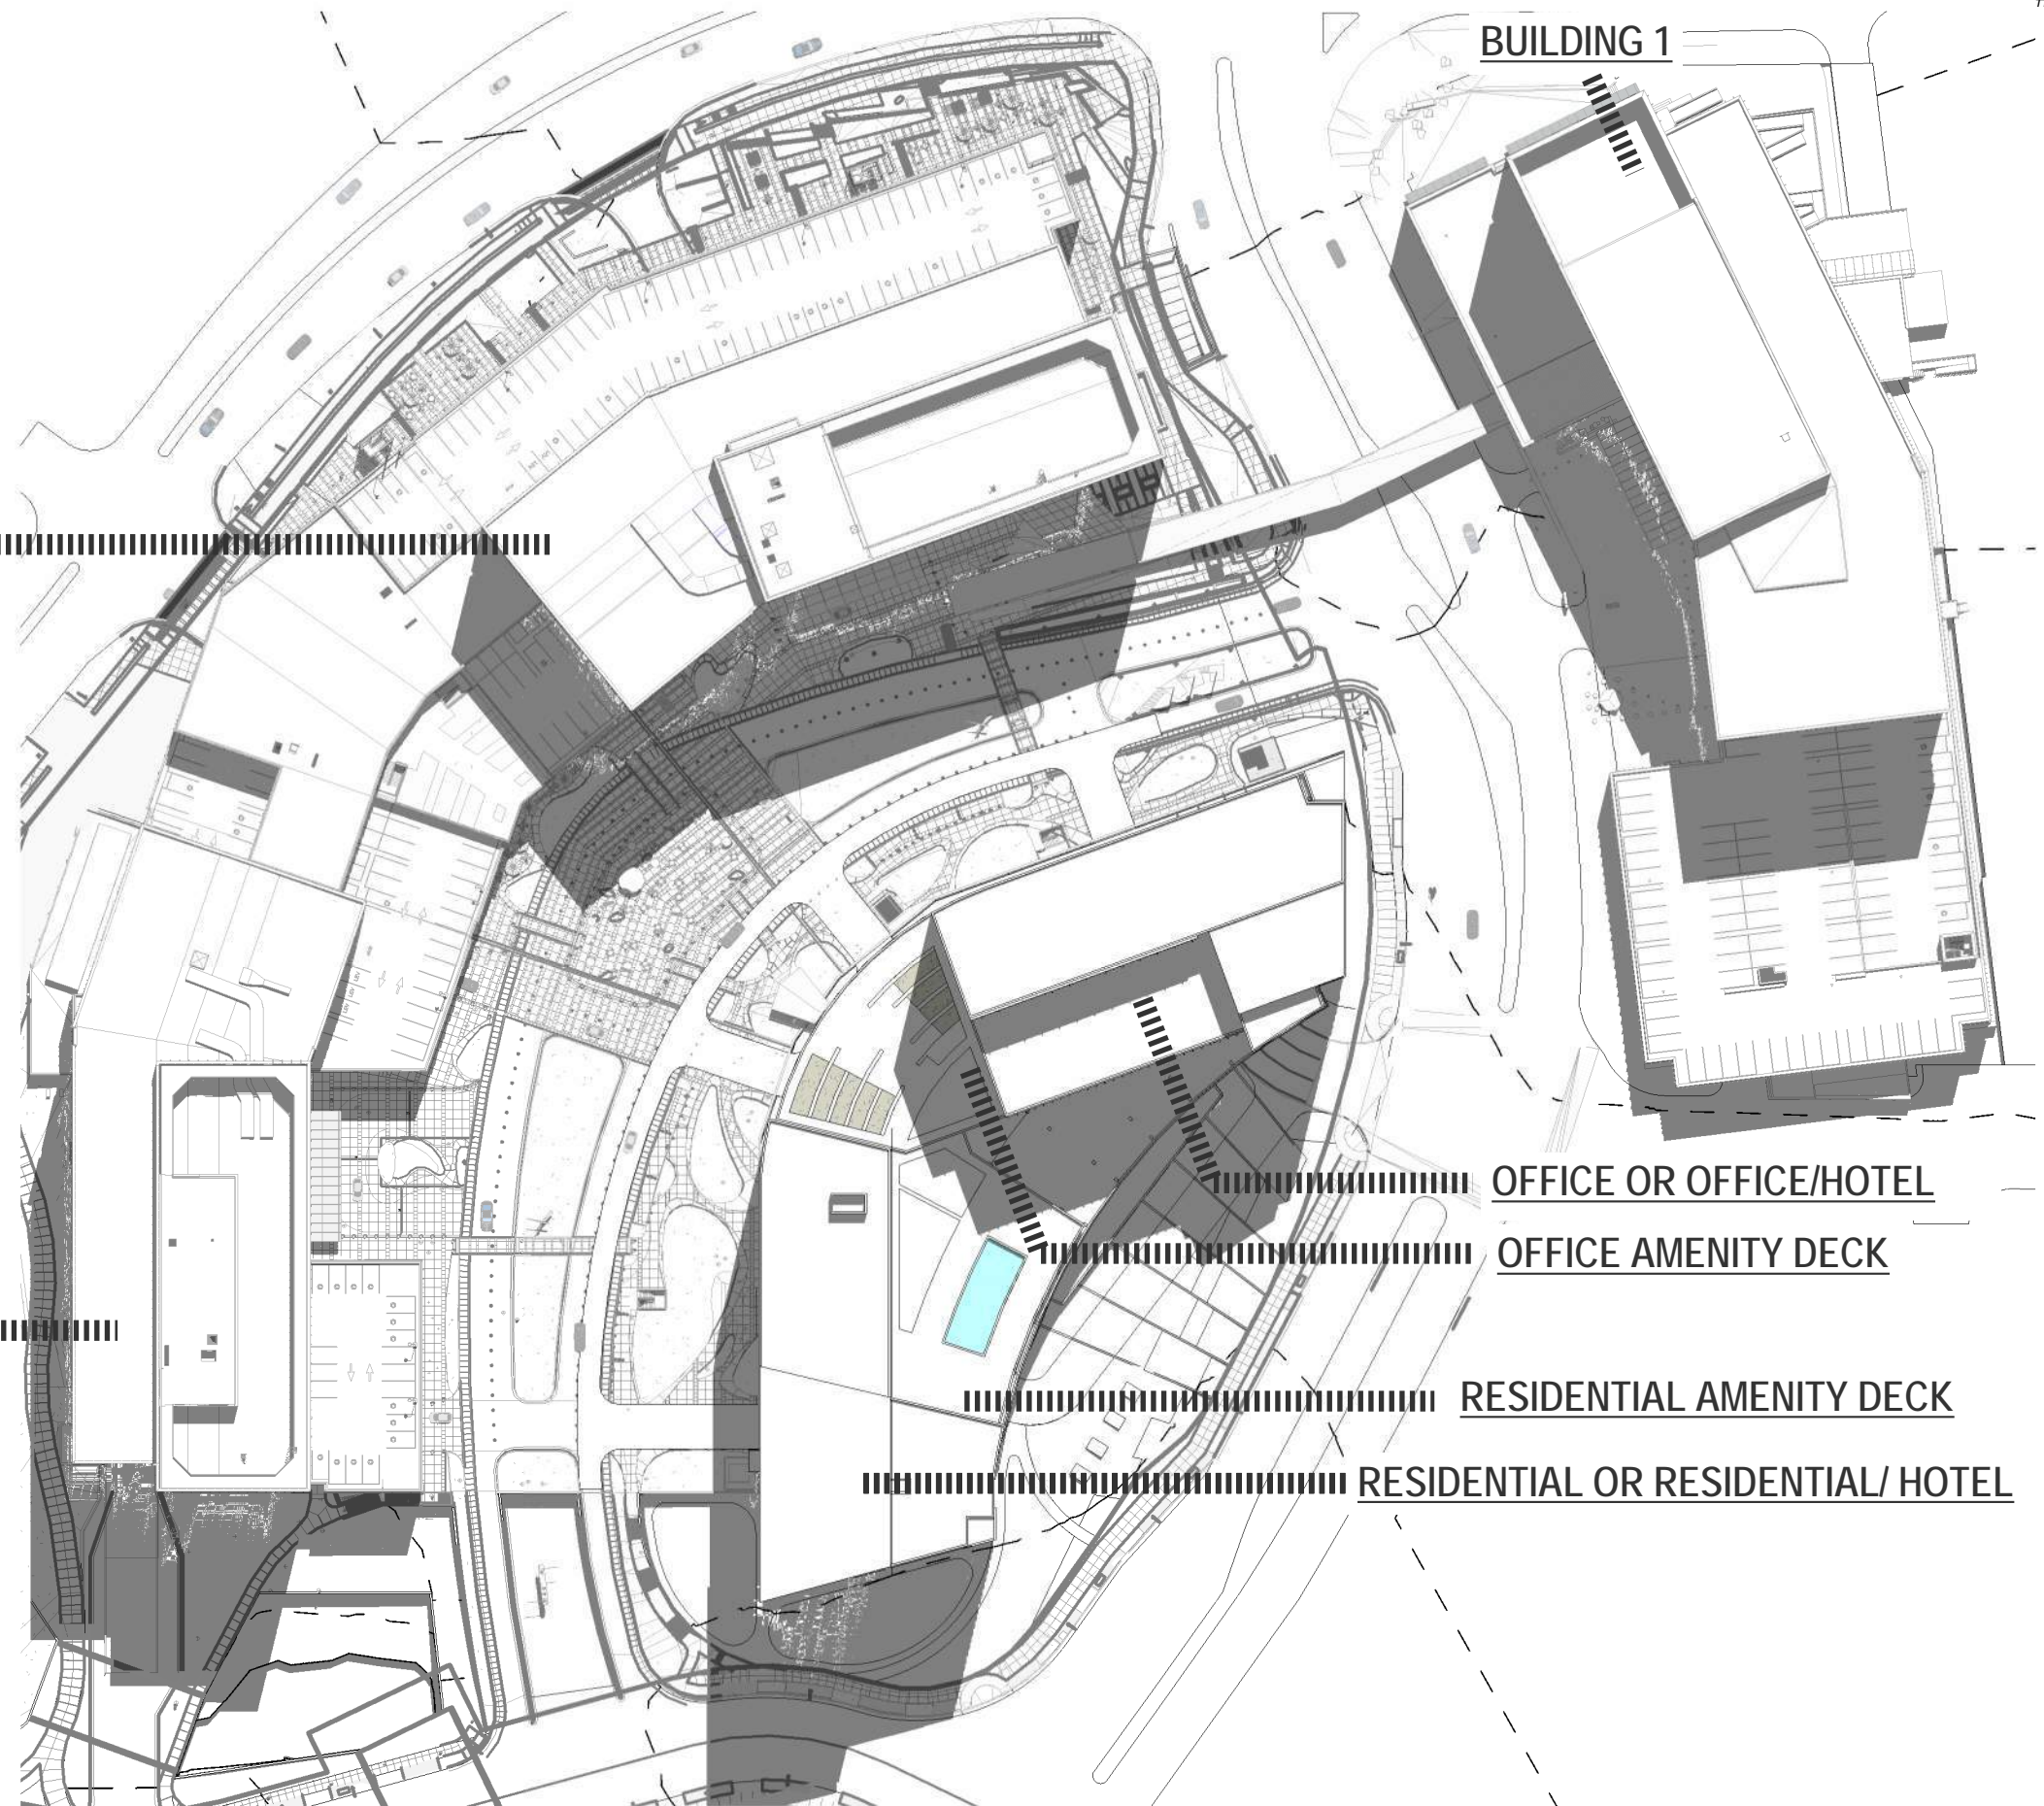 BUILDING 1
OFFICE OR OFFICE/HOTEL
OFFICE AMENITY DECK
RESIDENTIAL AMENITY DECK
RESIDENTIAL OR RESIDENTIAL/ HOTEL